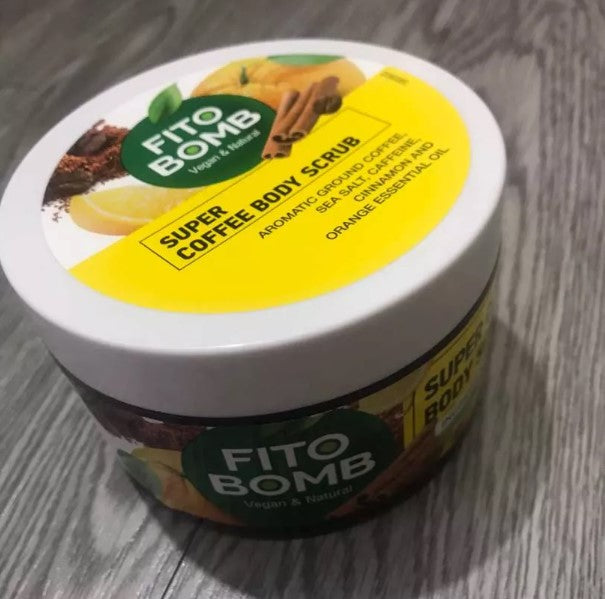 FITO
BOMB
Vegan & Natural
SUPER
COFFEE BODY SCRUB
AROMATIC GROUND COFFEE,
SEA SALT, CAFFEINE,
CINNAMON AND
ORANGE ESSENTIAL OIL
FITO
BOMB
Vegan & Natural
SUPER
BODY